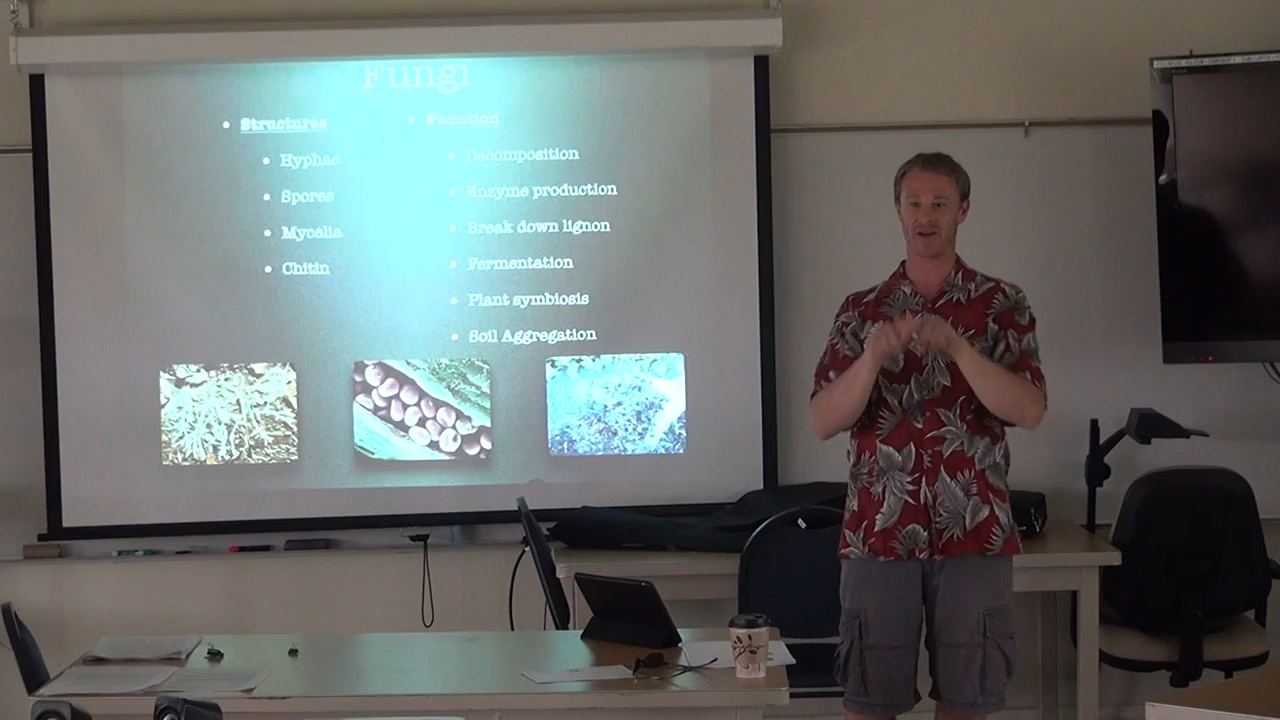 Fungi
Structures
Hyphae
Spores
Mycelia
Chitin
Function
Decomposition
Enzyme production
Break down lignon
Fermentation
Plant symbiosis
Soil Aggregation